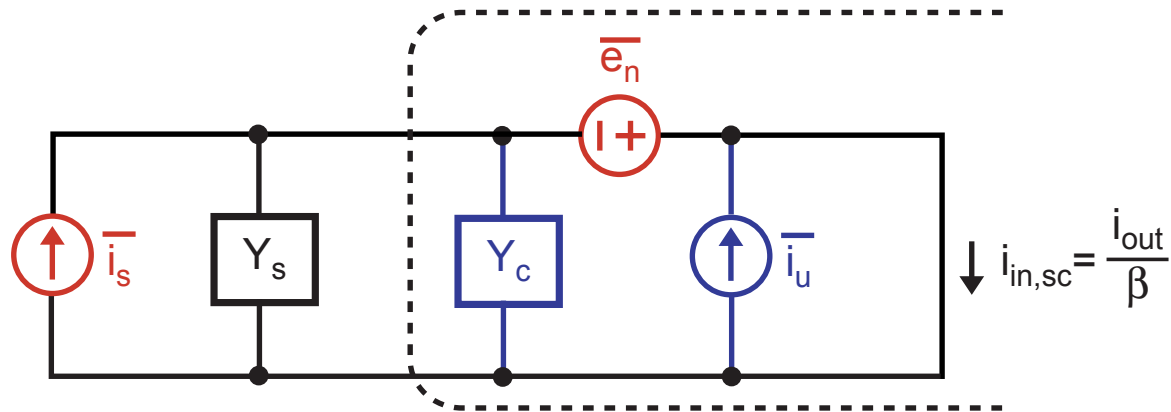 e_n
− +
i_s
Y_s
Y_c
i_u
i_in,sc = i_out / β